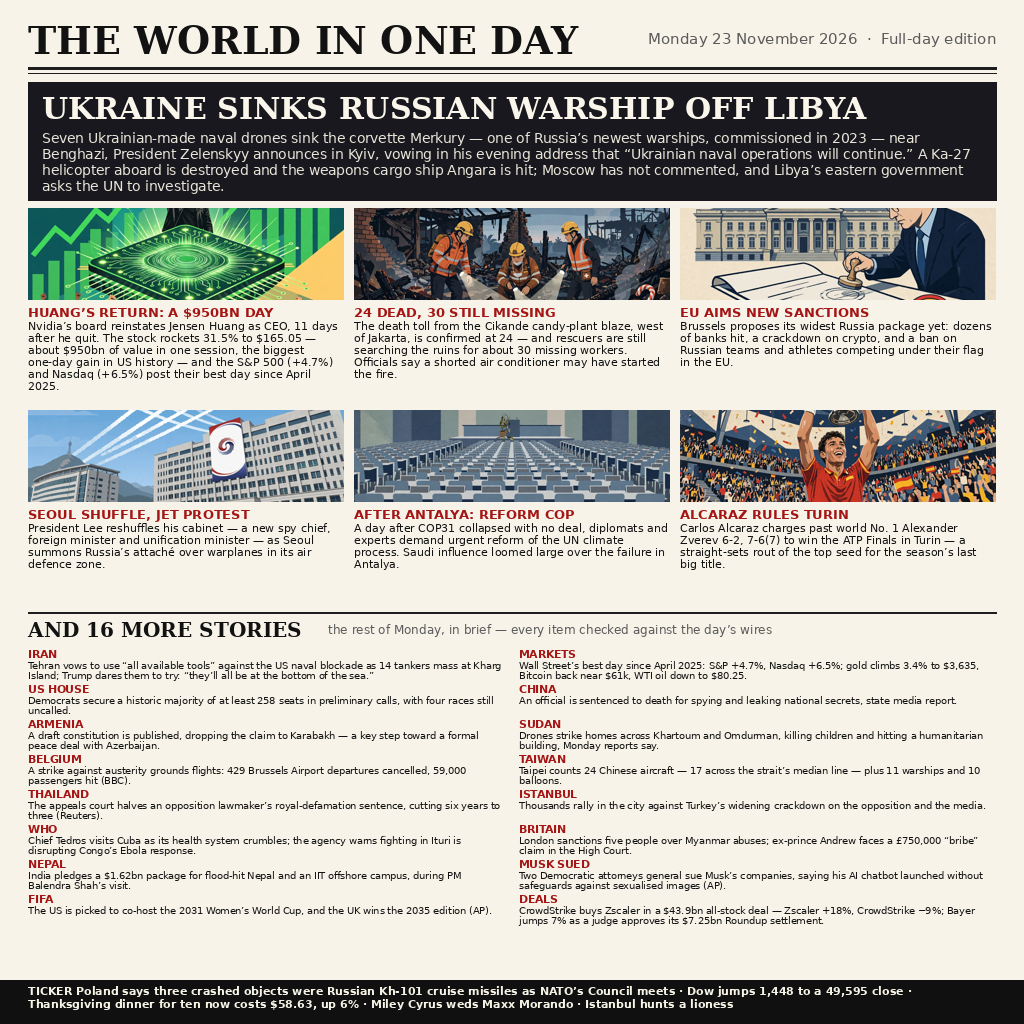 THE WORLD IN ONE DAY
Monday 23 November 2026 · Full-day edition
UKRAINE SINKS RUSSIAN WARSHIP OFF LIBYA
Seven Ukrainian-made naval drones sink the corvette Merkury — one of Russia’s newest warships, commissioned in 2023 — near
Benghazi, President Zelenskyy announces in Kyiv, vowing in his evening address that “Ukrainian naval operations will continue.” A Ka-27
helicopter aboard is destroyed and the weapons cargo ship Angara is hit; Moscow has not commented, and Libya’s eastern government
asks the UN to investigate.
HUANG’S RETURN: A $950BN DAY
Nvidia’s board reinstates Jensen Huang as CEO, 11 days
after he quit. The stock rockets 31.5% to $165.05 —
about $950bn of value in one session, the biggest
one-day gain in US history — and the S&P 500 (+4.7%)
and Nasdaq (+6.5%) post their best day since April
2025.
24 DEAD, 30 STILL MISSING
The death toll from the Cikande candy-plant blaze, west
of Jakarta, is confirmed at 24 — and rescuers are still
searching the ruins for about 30 missing workers.
Officials say a shorted air conditioner may have started
the fire.
EU AIMS NEW SANCTIONS
Brussels proposes its widest Russia package yet: dozens
of banks hit, a crackdown on crypto, and a ban on
Russian teams and athletes competing under their flag
in the EU.
SEOUL SHUFFLE, JET PROTEST
President Lee reshuffles his cabinet — a new spy chief,
foreign minister and unification minister — as Seoul
summons Russia’s attaché over warplanes in its air
defence zone.
AFTER ANTALYA: REFORM COP
A day after COP31 collapsed with no deal, diplomats and
experts demand urgent reform of the UN climate
process. Saudi influence loomed large over the failure in
Antalya.
ALCARAZ RULES TURIN
Carlos Alcaraz charges past world No. 1 Alexander
Zverev 6-2, 7-6(7) to win the ATP Finals in Turin — a
straight-sets rout of the top seed for the season’s last
big title.
AND 16 MORE STORIES
the rest of Monday, in brief — every item checked against the day’s wires
IRAN
Tehran vows to use “all available tools” against the US naval blockade as 14 tankers mass at Kharg
Island; Trump dares them to try: “they’ll all be at the bottom of the sea.”
US HOUSE
Democrats secure a historic majority of at least 258 seats in preliminary calls, with four races still
uncalled.
ARMENIA
A draft constitution is published, dropping the claim to Karabakh — a key step toward a formal
peace deal with Azerbaijan.
BELGIUM
A strike against austerity grounds flights: 429 Brussels Airport departures cancelled, 59,000
passengers hit (BBC).
THAILAND
The appeals court halves an opposition lawmaker’s royal-defamation sentence, cutting six years to
three (Reuters).
WHO
Chief Tedros visits Cuba as its health system crumbles; the agency warns fighting in Ituri is
disrupting Congo’s Ebola response.
NEPAL
India pledges a $1.62bn package for flood-hit Nepal and an IIT offshore campus, during PM
Balendra Shah’s visit.
FIFA
The US is picked to co-host the 2031 Women’s World Cup, and the UK wins the 2035 edition (AP).
MARKETS
Wall Street’s best day since April 2025: S&P +4.7%, Nasdaq +6.5%; gold climbs 3.4% to $3,635,
Bitcoin back near $61k, WTI oil down to $80.25.
CHINA
An official is sentenced to death for spying and leaking national secrets, state media report.
SUDAN
Drones strike homes across Khartoum and Omdurman, killing children and hitting a humanitarian
building, Monday reports say.
TAIWAN
Taipei counts 24 Chinese aircraft — 17 across the strait’s median line — plus 11 warships and 10
balloons.
ISTANBUL
Thousands rally in the city against Turkey’s widening crackdown on the opposition and the media.
BRITAIN
London sanctions five people over Myanmar abuses; ex-prince Andrew faces a £750,000 “bribe”
claim in the High Court.
MUSK SUED
Two Democratic attorneys general sue Musk’s companies, saying his AI chatbot launched without
safeguards against sexualised images (AP).
DEALS
CrowdStrike buys Zscaler in a $43.9bn all-stock deal — Zscaler +18%, CrowdStrike −9%; Bayer
jumps 7% as a judge approves its $7.25bn Roundup settlement.
TICKER Poland says three crashed objects were Russian Kh-101 cruise missiles as NATO’s Council meets · Dow jumps 1,448 to a 49,595 close ·
Thanksgiving dinner for ten now costs $58.63, up 6% · Miley Cyrus weds Maxx Morando · Istanbul hunts a lioness